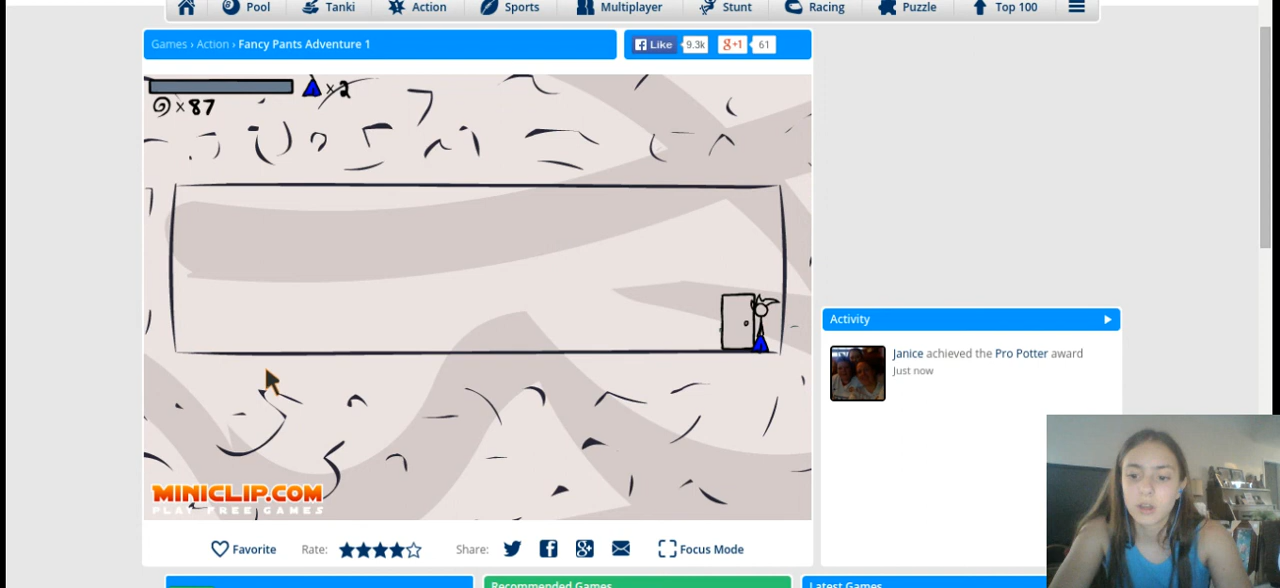 Pool Tanki Action Sports Multiplayer Stunt Racing Puzzle Top 100
Games › Action › Fancy Pants Adventure 1
Like 9.3k g+1 61
×2
×87
Activity
Janice achieved the Pro Potter award
Just now
MINICLIP.COM
PLAY FREE GAMES
Favorite Rate: Share: Focus Mode
Recommended Games Latest Games